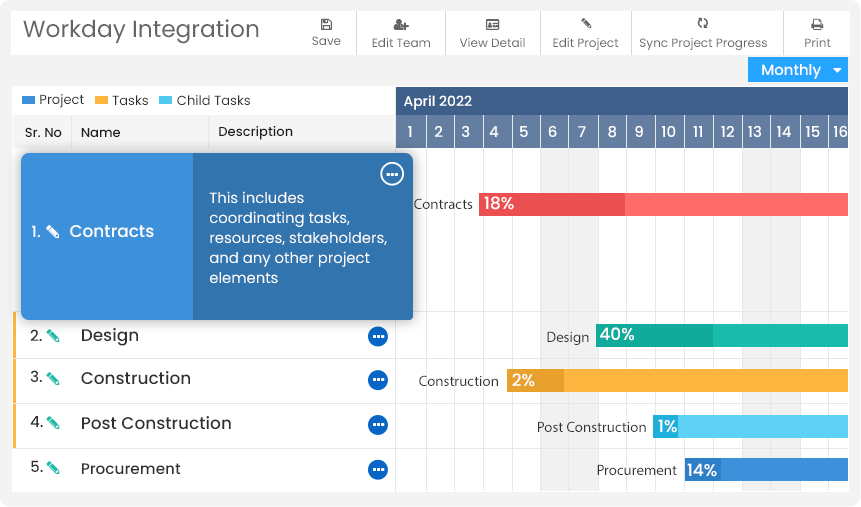 Workday Integration
Save
Edit Team
View Detail
Edit Project
Sync Project Progress
Print
Monthly
Project Tasks Child Tasks
April 2022
Sr. No Name Description
1 2 3 4 5 6 7 8 9 10 11 12 13 14 15 16
1. Contracts
This includes
coordinating tasks,
resources, stakeholders,
and any other project
elements
Contracts 18%
2. Design
Design 40%
3. Construction
Construction 2%
4. Post Construction
Post Construction 1%
5. Procurement
Procurement 14%